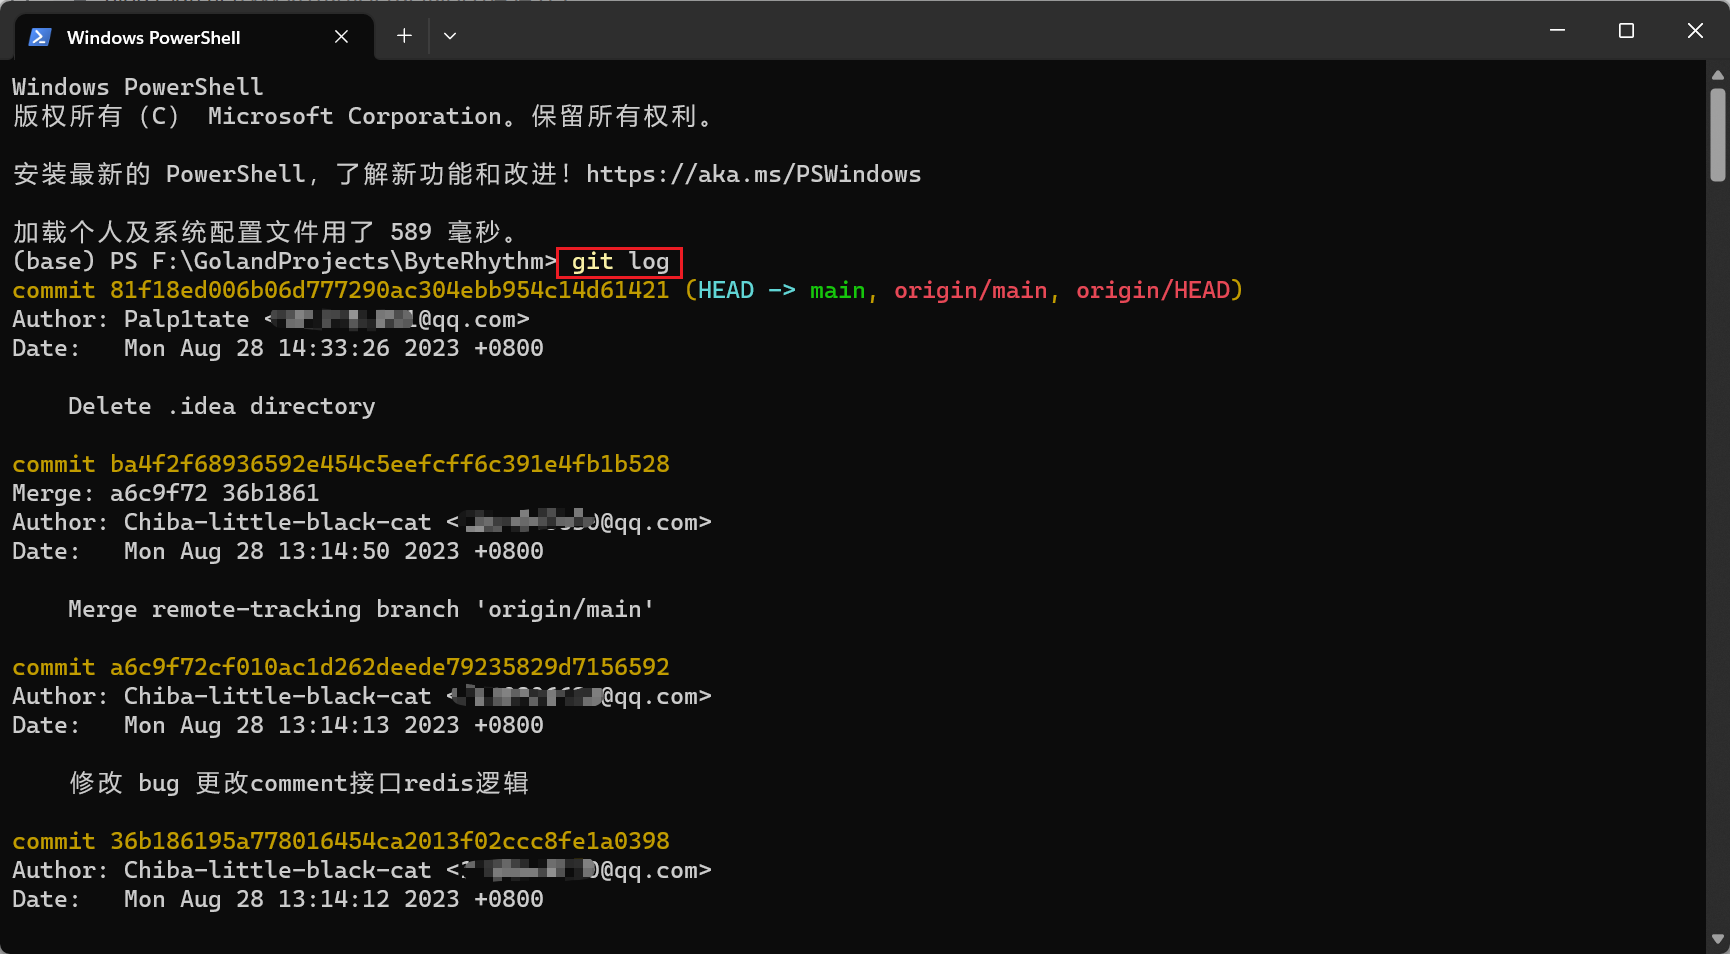 Windows PowerShell
Windows PowerShell
版权所有（C） Microsoft Corporation。保留所有权利。
安装最新的 PowerShell，了解新功能和改进！https://aka.ms/PSWindows
加载个人及系统配置文件用了 589 毫秒。
(base) PS F:\GolandProjects\ByteRhythm> git log
commit 81f18ed006b06d777290ac304ebb954c14d61421 (HEAD -> main, origin/main, origin/HEAD)
Author: Palp1tate < @qq.com>
Date:   Mon Aug 28 14:33:26 2023 +0800
Delete .idea directory
commit ba4f2f68936592e454c5eefcff6c391e4fb1b528
Merge: a6c9f72 36b1861
Author: Chiba-little-black-cat < @qq.com>
Date:   Mon Aug 28 13:14:50 2023 +0800
Merge remote-tracking branch 'origin/main'
commit a6c9f72cf010ac1d262deede79235829d7156592
Author: Chiba-little-black-cat < @qq.com>
Date:   Mon Aug 28 13:14:13 2023 +0800
修改 bug 更改comment接口redis逻辑
commit 36b186195a778016454ca2013f02ccc8fe1a0398
Author: Chiba-little-black-cat < @qq.com>
Date:   Mon Aug 28 13:14:12 2023 +0800